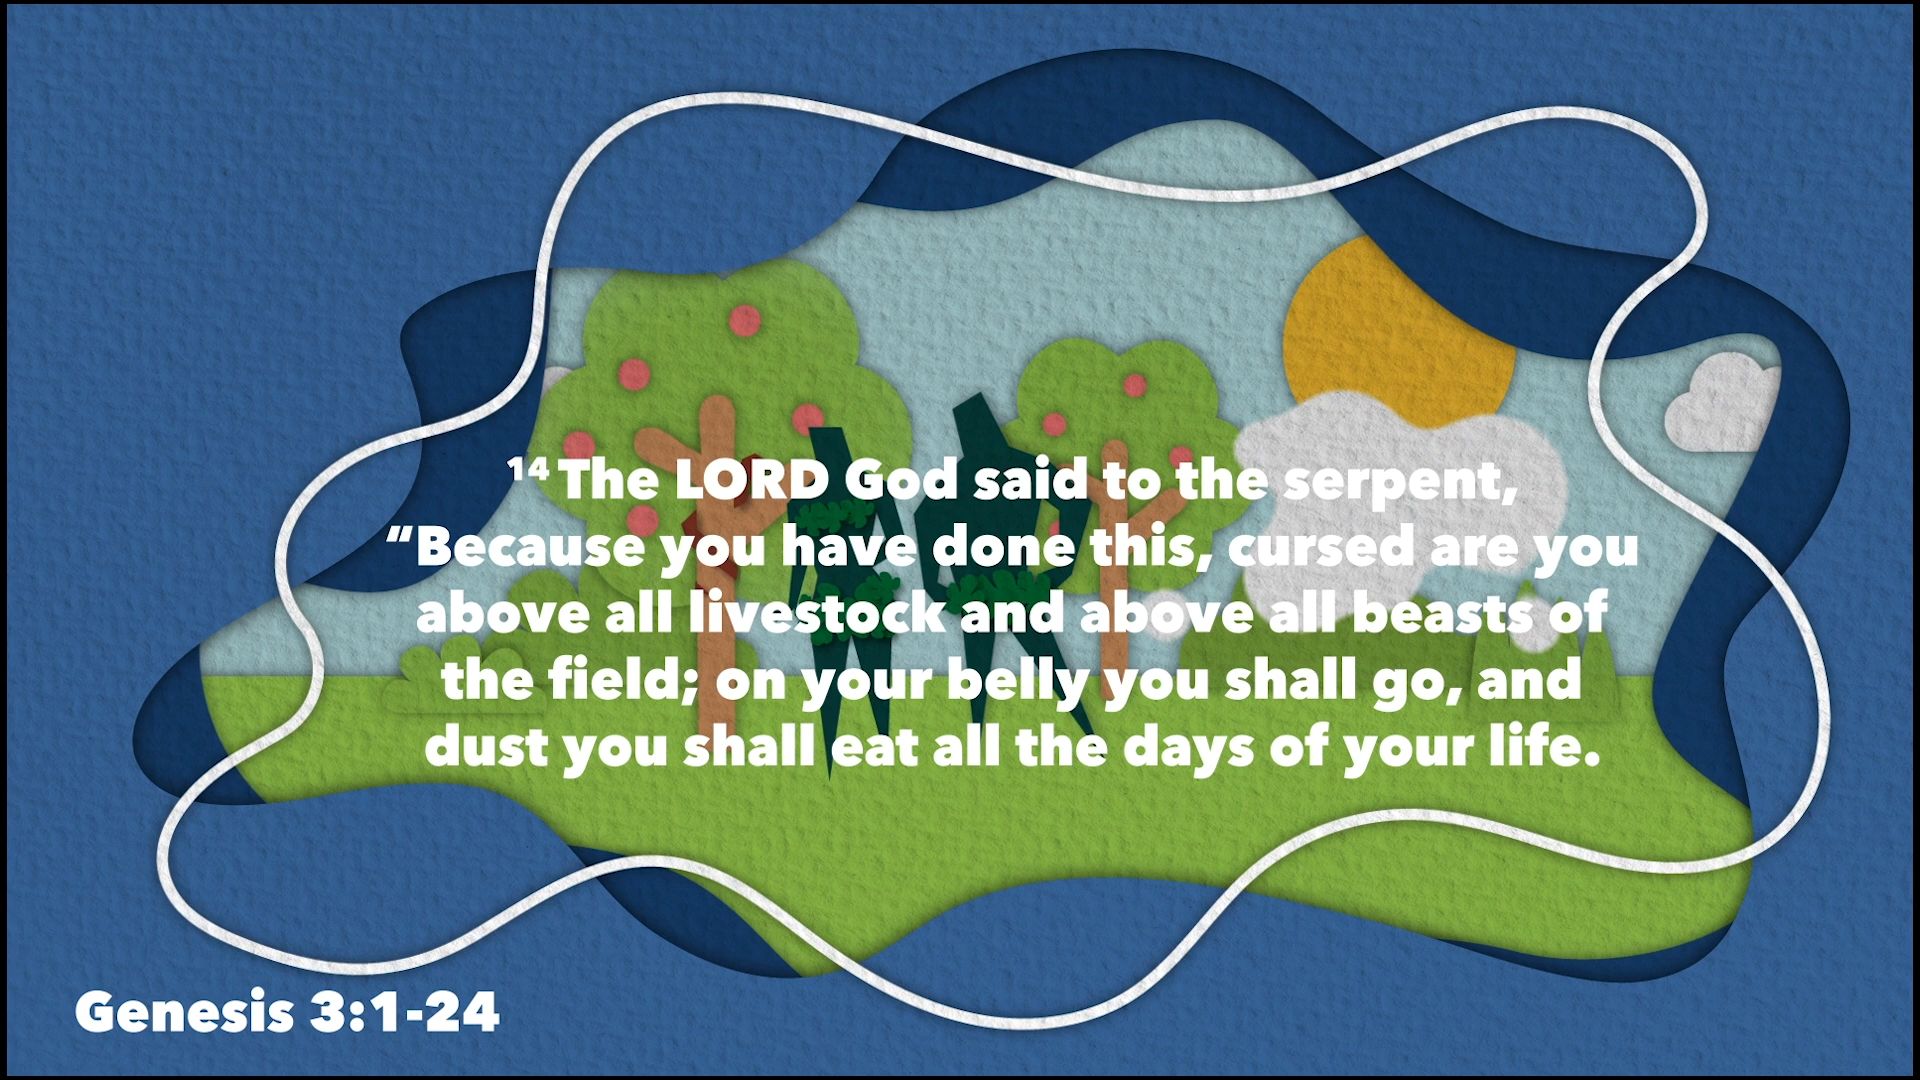 ¹⁴ The LORD God said to the serpent,
“Because you have done this, cursed are you
above all livestock and above all beasts of
the field; on your belly you shall go, and
dust you shall eat all the days of your life.
Genesis 3:1-24